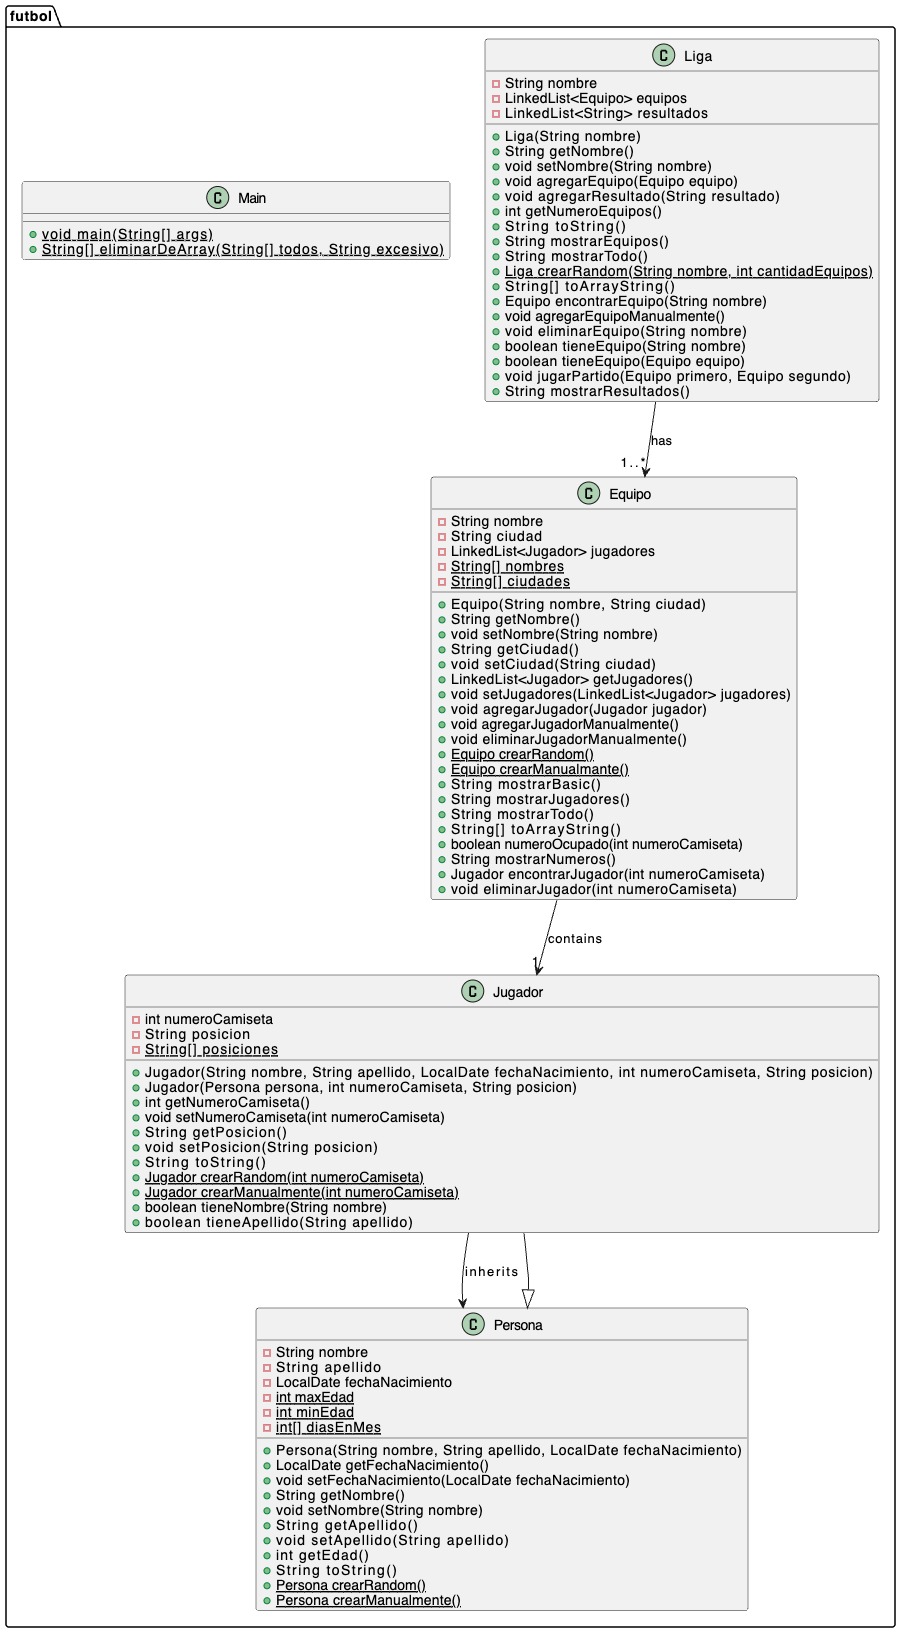 futbol
C Liga
String nombre
LinkedList<Equipo> equipos
LinkedList<String> resultados
Liga(String nombre)
String getNombre()
void setNombre(String nombre)
void agregarEquipo(Equipo equipo)
void agregarResultado(String resultado)
int getNumeroEquipos()
String toString()
String mostrarEquipos()
String mostrarTodo()
Liga crearRandom(String nombre, int cantidadEquipos)
String[] toArrayString()
Equipo encontrarEquipo(String nombre)
void agregarEquipoManualmente()
void eliminarEquipo(String nombre)
boolean tieneEquipo(String nombre)
boolean tieneEquipo(Equipo equipo)
void jugarPartido(Equipo primero, Equipo segundo)
String mostrarResultados()
C Main
void main(String[] args)
String[] eliminarDeArray(String[] todos, String excesivo)
has
1..*
C Equipo
String nombre
String ciudad
LinkedList<Jugador> jugadores
String[] nombres
String[] ciudades
Equipo(String nombre, String ciudad)
String getNombre()
void setNombre(String nombre)
String getCiudad()
void setCiudad(String ciudad)
LinkedList<Jugador> getJugadores()
void setJugadores(LinkedList<Jugador> jugadores)
void agregarJugador(Jugador jugador)
void agregarJugadorManualmente()
void eliminarJugadorManualmente()
Equipo crearRandom()
Equipo crearManualmante()
String mostrarBasic()
String mostrarJugadores()
String mostrarTodo()
String[] toArrayString()
boolean numeroOcupado(int numeroCamiseta)
String mostrarNumeros()
Jugador encontrarJugador(int numeroCamiseta)
void eliminarJugador(int numeroCamiseta)
contains
1
C Jugador
int numeroCamiseta
String posicion
String[] posiciones
Jugador(String nombre, String apellido, LocalDate fechaNacimiento, int numeroCamiseta, String posicion)
Jugador(Persona persona, int numeroCamiseta, String posicion)
int getNumeroCamiseta()
void setNumeroCamiseta(int numeroCamiseta)
String getPosicion()
void setPosicion(String posicion)
String toString()
Jugador crearRandom(int numeroCamiseta)
Jugador crearManualmente(int numeroCamiseta)
boolean tieneNombre(String nombre)
boolean tieneApellido(String apellido)
inherits
C Persona
String nombre
String apellido
LocalDate fechaNacimiento
int maxEdad
int minEdad
int[] diasEnMes
Persona(String nombre, String apellido, LocalDate fechaNacimiento)
LocalDate getFechaNacimiento()
void setFechaNacimiento(LocalDate fechaNacimiento)
String getNombre()
void setNombre(String nombre)
String getApellido()
void setApellido(String apellido)
int getEdad()
String toString()
Persona crearRandom()
Persona crearManualmente()